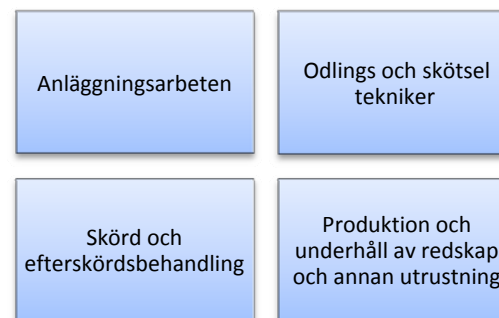 Anläggningsarbeten
Odlings och skötsel
tekniker
Skörd och
efterskördsbehandling
Produktion och
underhåll av redskap
och annan utrustning